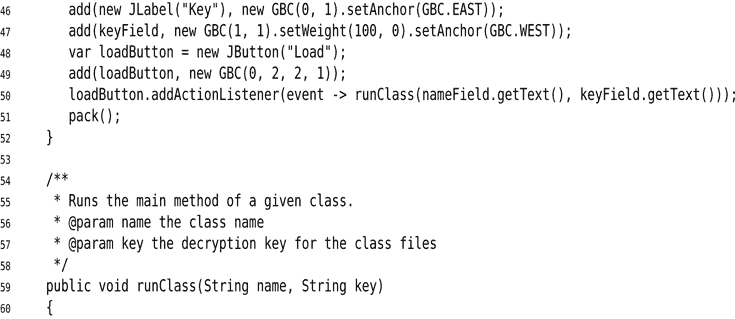 46 add(new JLabel("Key"), new GBC(0, 1).setAnchor(GBC.EAST));
47 add(keyField, new GBC(1, 1).setWeight(100, 0).setAnchor(GBC.WEST));
48 var loadButton = new JButton("Load");
49 add(loadButton, new GBC(0, 2, 2, 1));
50 loadButton.addActionListener(event -> runClass(nameField.getText(), keyField.getText()));
51 pack();
52 }
53
54 /**
55 * Runs the main method of a given class.
56 * @param name the class name
57 * @param key the decryption key for the class files
58 */
59 public void runClass(String name, String key)
60 {